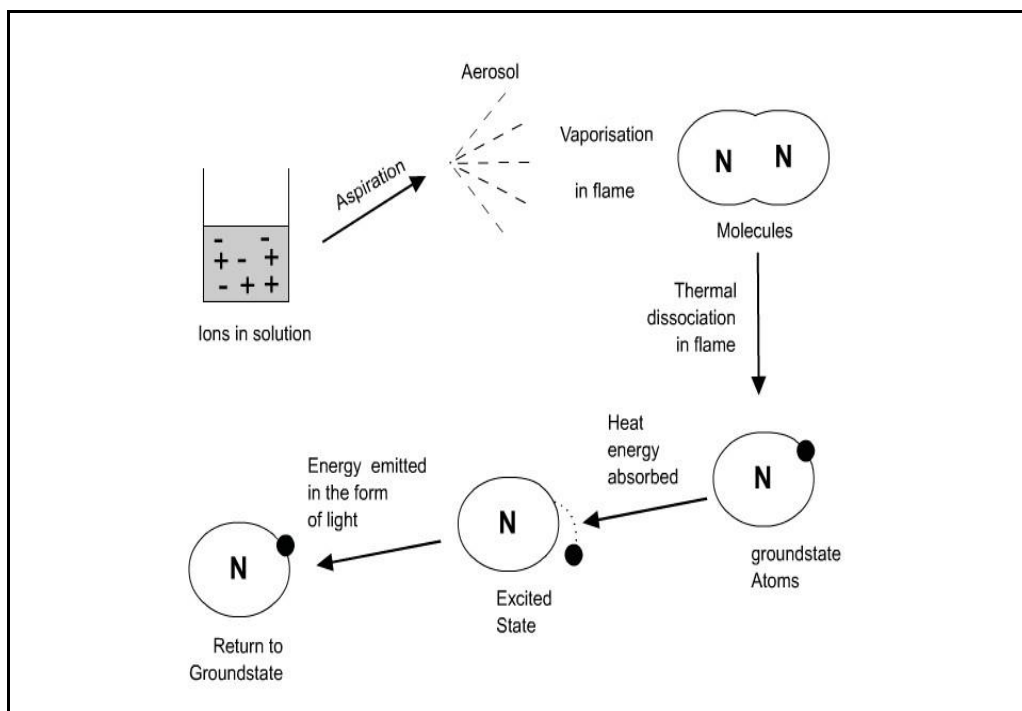 Aerosol
Aspiration
Vaporisation
in flame
N N
Molecules
- -
+ - +
- + +
Ions in solution
Thermal
dissociation
in flame
N
groundstate
Atoms
Heat
energy
absorbed
N
Excited
State
Energy emitted
in the form
of light
N
Return to
Groundstate